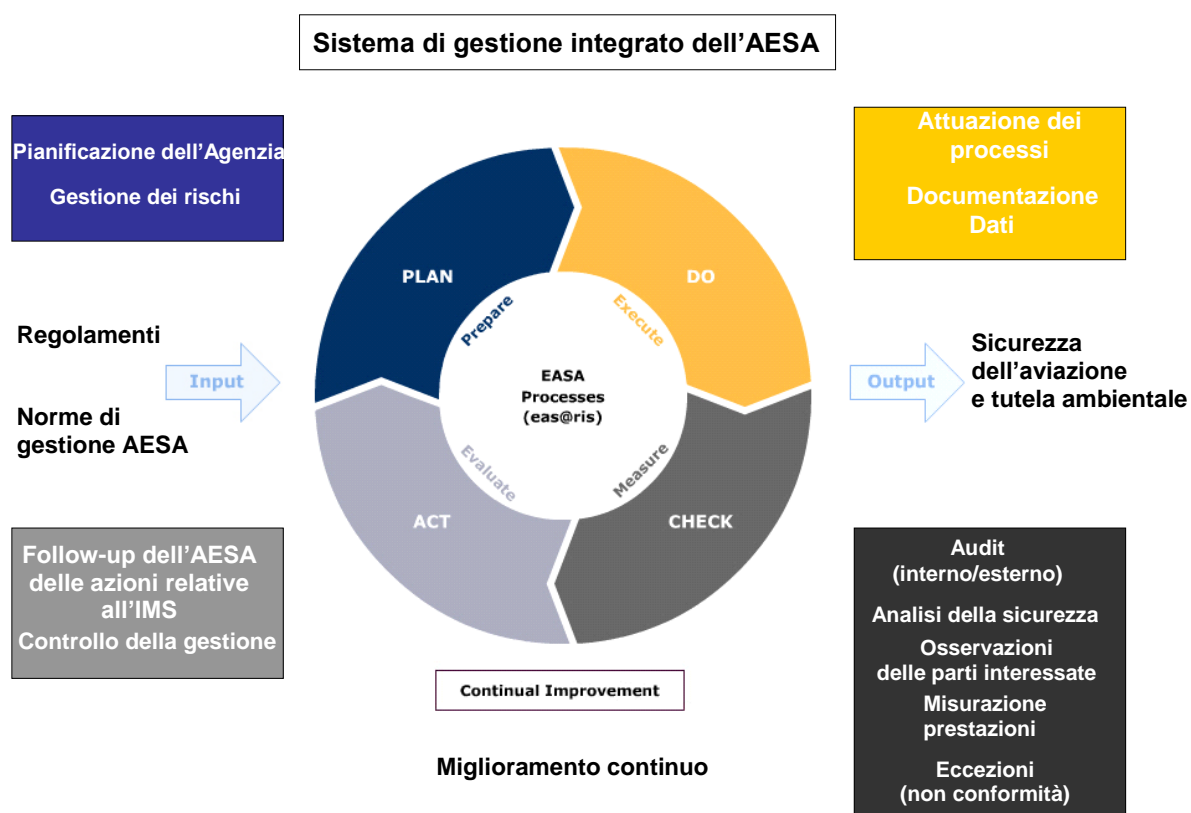 Sistema di gestione integrato dell'AESA
Pianificazione dell'Agenzia
Gestione dei rischi
Attuazione dei
processi
Documentazione
Dati
PLAN
DO
Prepare
Execute
Regolamenti
Input
Norme di
gestione AESA
EASA
Processes
(eas@ris)
Output
Sicurezza
dell'aviazione
e tutela ambientale
Evaluate
Measure
ACT
CHECK
Follow-up dell'AESA
delle azioni relative
all'IMS
Controllo della gestione
Audit
(interno/esterno)
Analisi della sicurezza
Osservazioni
delle parti interessate
Misurazione
prestazioni
Eccezioni
(non conformità)
Continual Improvement
Miglioramento continuo